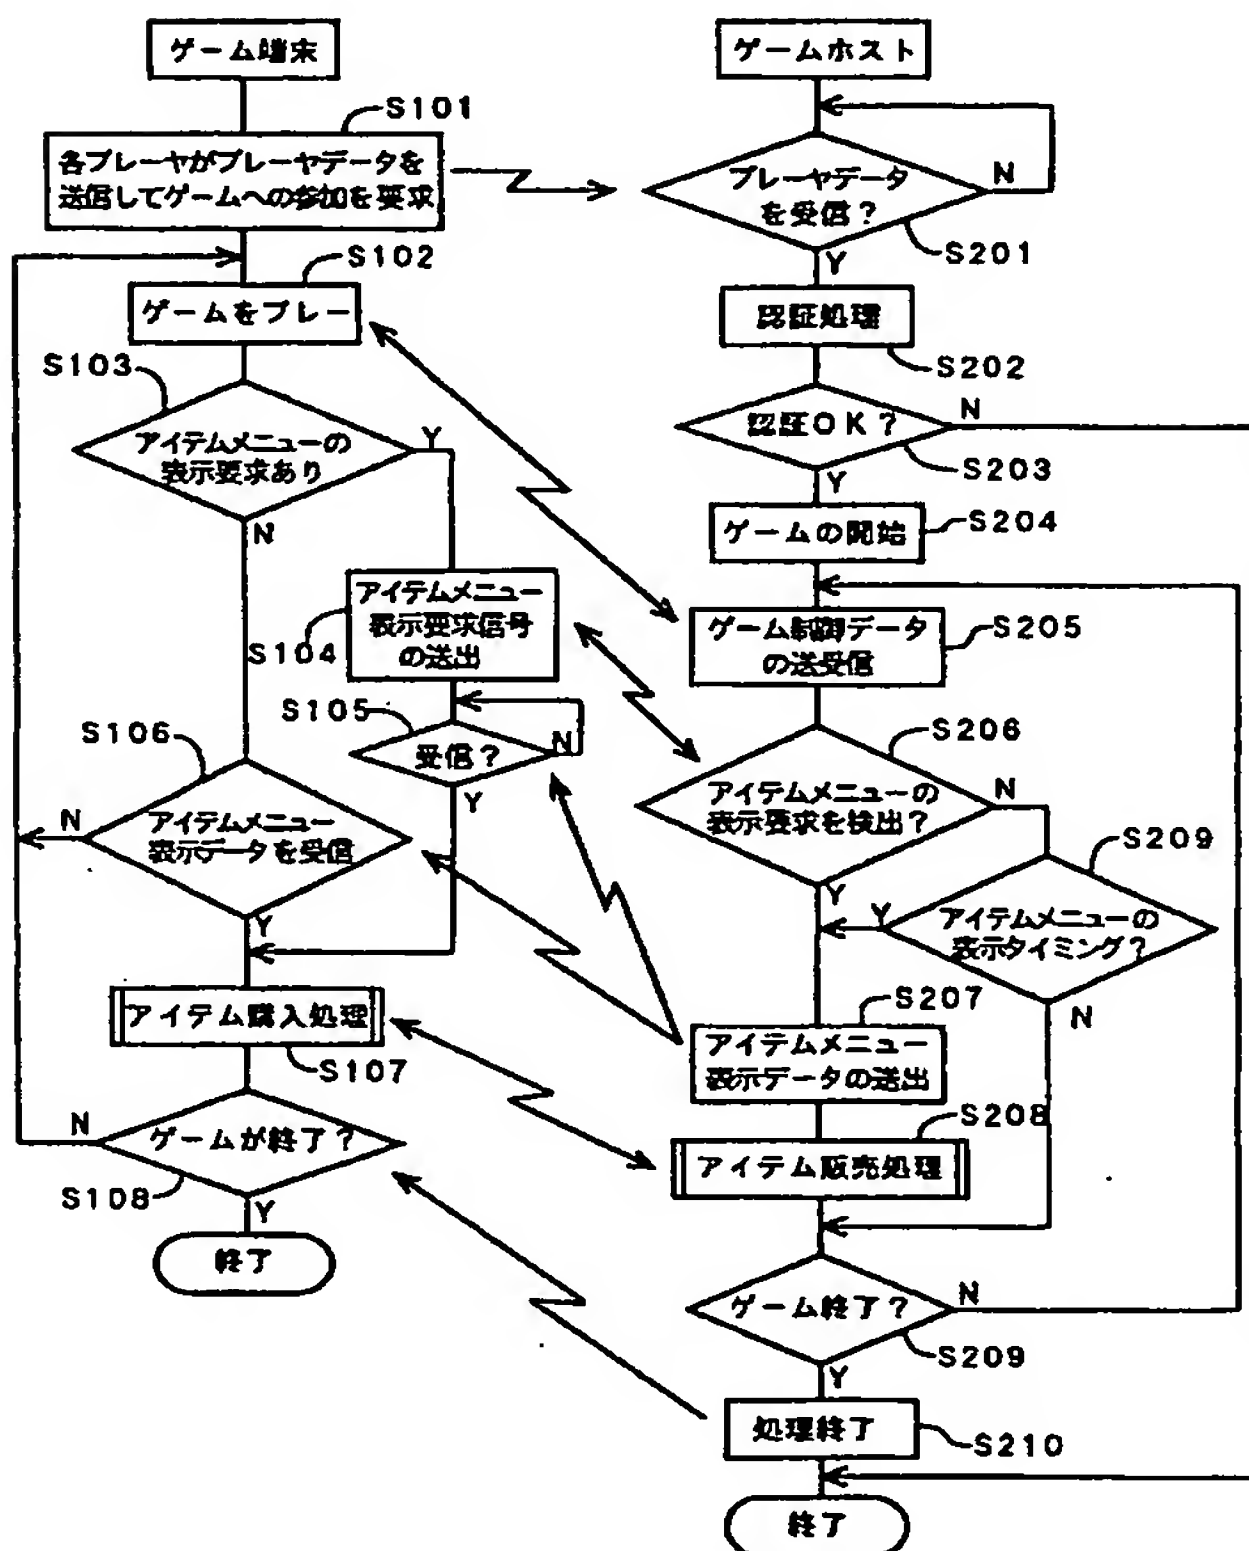 ゲーム端末
S101
各プレーヤがプレーヤデータを
送信してゲームへの参加を要求
S102
ゲームをプレー
S103
アイテムメニューの
表示要求あり
Y
N
アイテムメニュー
表示要求信号
の送出
S104
S105
受信?
N
Y
S106
アイテムメニュー
表示データを受信
N
Y
アイテム購入処理
S107
ゲームが終了?
N
S108
Y
終了
ゲームホスト
プレーヤデータ
を受信?
N
S201
Y
認証処理
S202
認証OK?
N
S203
Y
ゲームの開始
S204
ゲーム制御データ
の送受信
S205
S206
アイテムメニューの
表示要求を検出?
N
Y
S209
アイテムメニューの
表示タイミング?
Y
N
S207
アイテムメニュー
表示データの送出
S208
アイテム販売処理
ゲーム終了?
N
S209
Y
処理終了
S210
終了